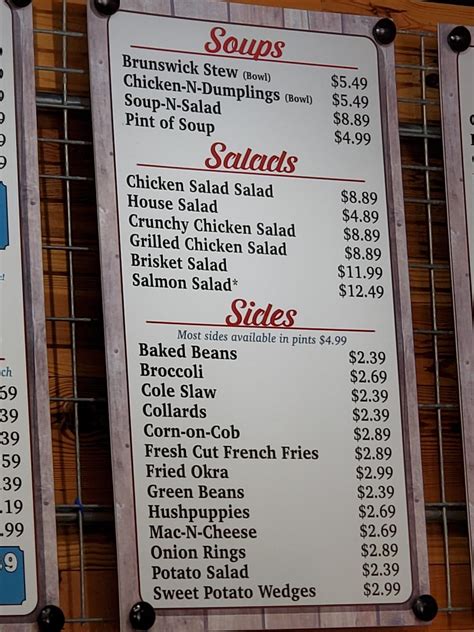 Soups
Brunswick Stew (Bowl) $5.49
Chicken-N-Dumplings (Bowl) $5.49
Soup-N-Salad $8.89
Pint of Soup $4.99
Salads
Chicken Salad Salad $8.89
House Salad $4.89
Crunchy Chicken Salad $8.89
Grilled Chicken Salad $8.89
Brisket Salad $11.99
Salmon Salad* $12.49
Sides
Most sides available in pints $4.99
Baked Beans $2.39
Broccoli $2.69
Cole Slaw $2.39
Collards $2.39
Corn-on-Cob $2.89
Fresh Cut French Fries $2.89
Fried Okra $2.99
Green Beans $2.39
Hushpuppies $2.69
Mac-N-Cheese $2.69
Onion Rings $2.89
Potato Salad $2.39
Sweet Potato Wedges $2.99